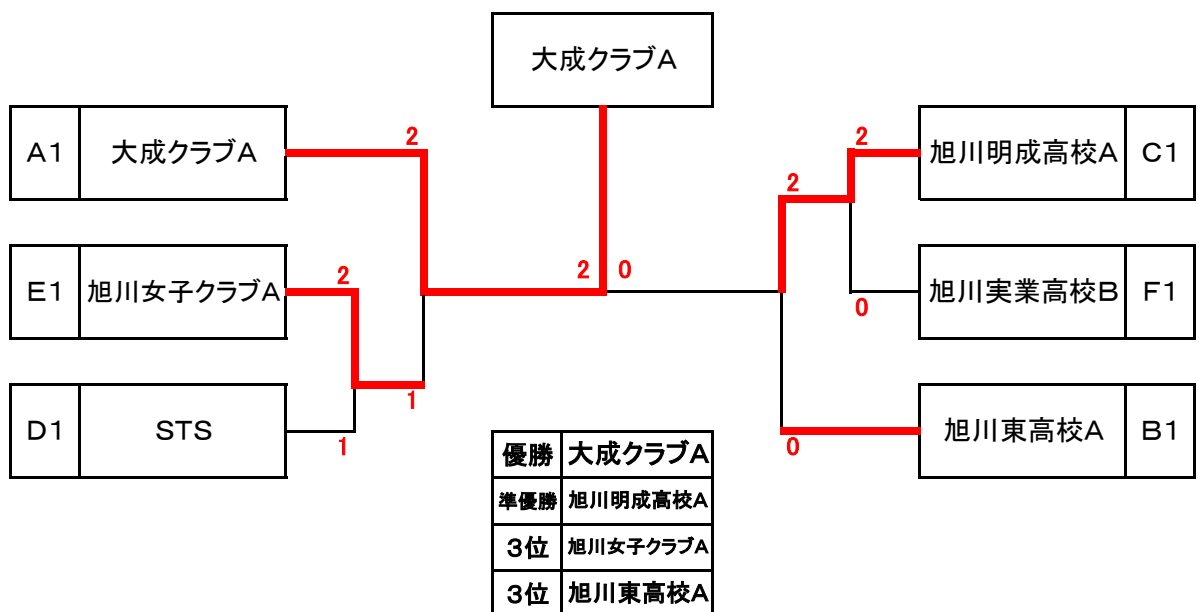 大成クラブA
A1 大成クラブA
2
2
旭川明成高校A C1
2
E1 旭川女子クラブA
2
2 0
旭川実業高校B F1
0
1
D1 STS
1
0
旭川東高校A B1
優勝 大成クラブA
準優勝 旭川明成高校A
3位 旭川女子クラブA
3位 旭川東高校A